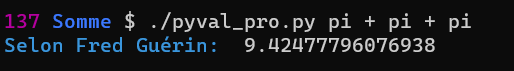 137 Somme $ ./pyval_pro.py pi + pi + pi
Selon Fred Guérin:  9.42477796076938